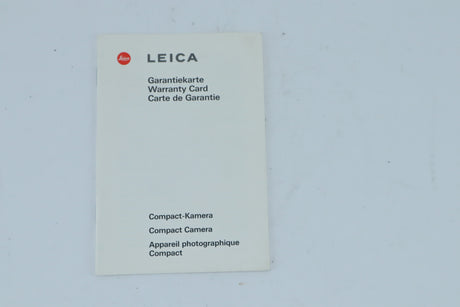 Leica LEICA
Garantiekarte
Warranty Card
Carte de Garantie
Compact-Kamera
Compact Camera
Appareil photographique
Compact